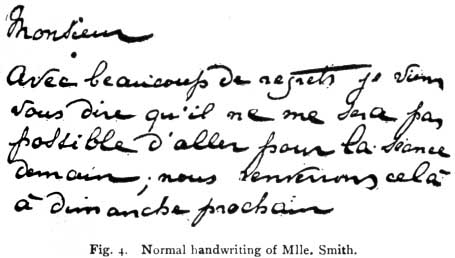 Monsieur
Avec beaucoup de regrets je viens
vous dire qu'il ne me sera pas
possible d'aller pour la séance
demain, nous renverrons cela
à dimanche prochain
Fig. 4. Normal handwriting of Mlle. Smith.